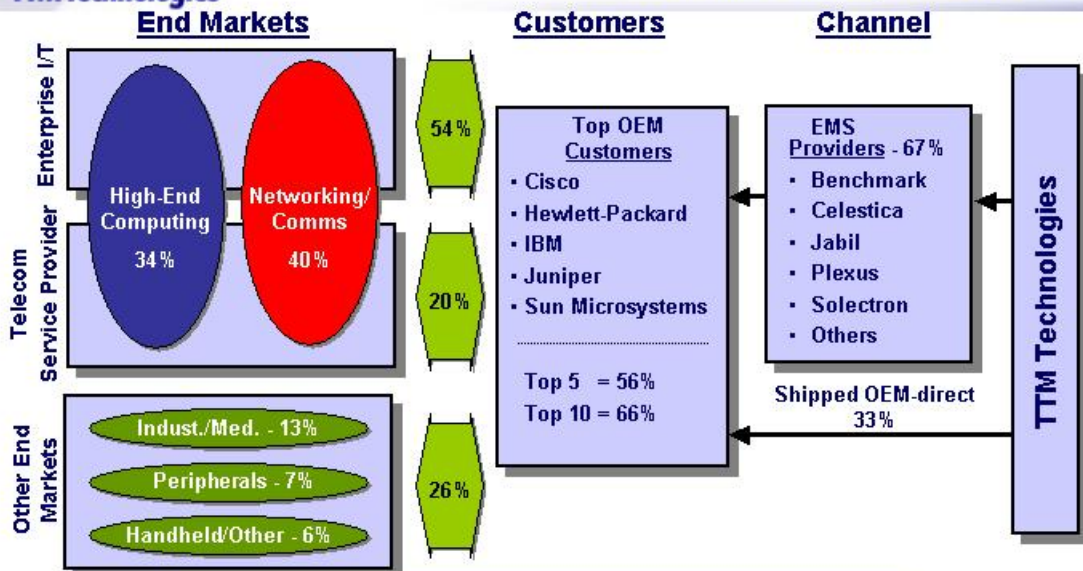 End Markets
Customers
Channel
Enterprise I/T
Telecom
Service Provider
Other End
Markets
High-End
Computing
34%
Networking/
Comms
40%
Indust./Med. - 13%
Peripherals - 7%
Handheld/Other - 6%
54%
20%
26%
Top OEM
Customers
▪ Cisco
▪ Hewlett-Packard
▪ IBM
▪ Juniper
▪ Sun Microsystems
Top 5 = 56%
Top 10 = 66%
EMS
Providers - 67%
▪ Benchmark
▪ Celestica
▪ Jabil
▪ Plexus
▪ Solectron
▪ Others
Shipped OEM-direct
33%
TTM Technologies